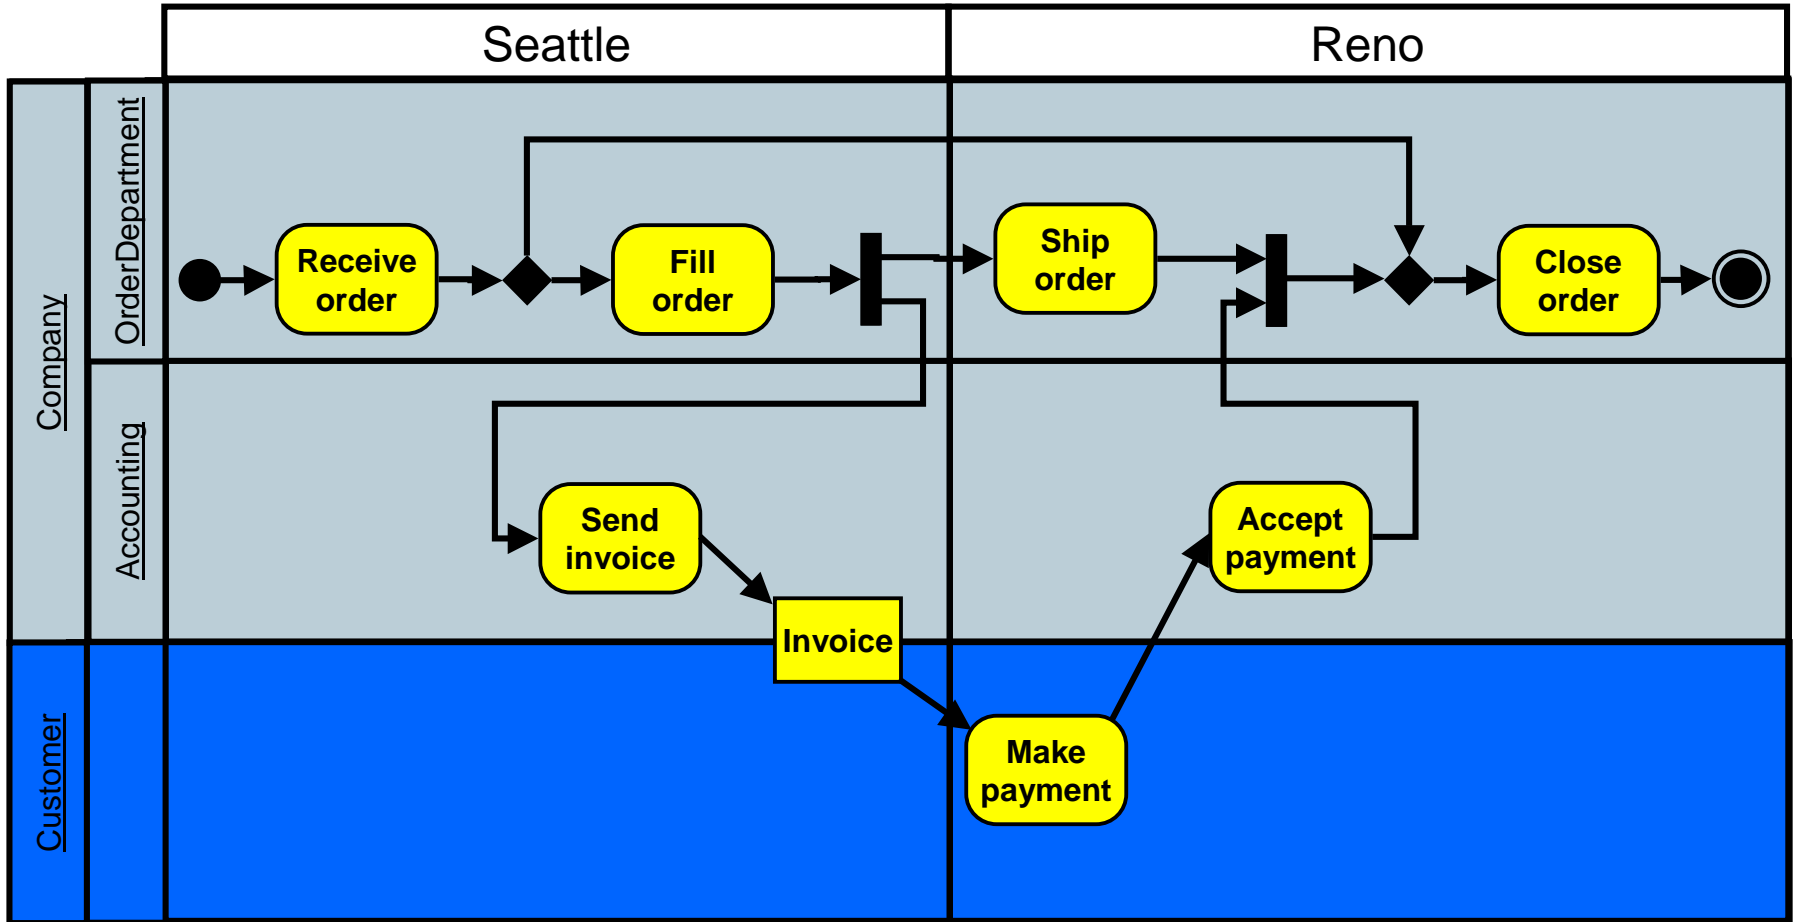 Seattle
Reno
Company
OrderDepartment
Receive
order
Fill
order
Ship
order
Close
order
Accounting
Send
invoice
Accept
payment
Invoice
Customer
Make
payment